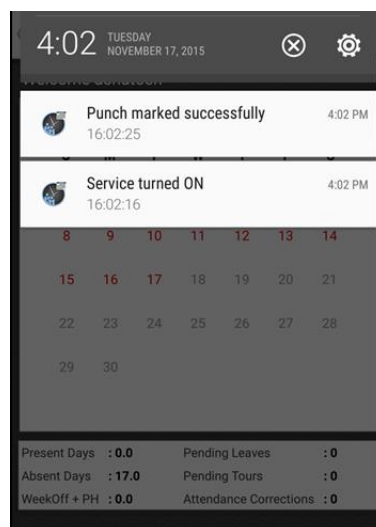 4:02 TUESDAY
NOVEMBER 17, 2015
Punch marked successfully 4:02 PM
16:02:25
Service turned ON 4:02 PM
16:02:16
8 9 10 11 12 13 14
15 16 17 18 19 20 21
22 23 24 25 26 27 28
29 30
Present Days : 0.0 Pending Leaves : 0
Absent Days : 17.0 Pending Tours : 0
WeekOff + PH : 0.0 Attendance Corrections : 0